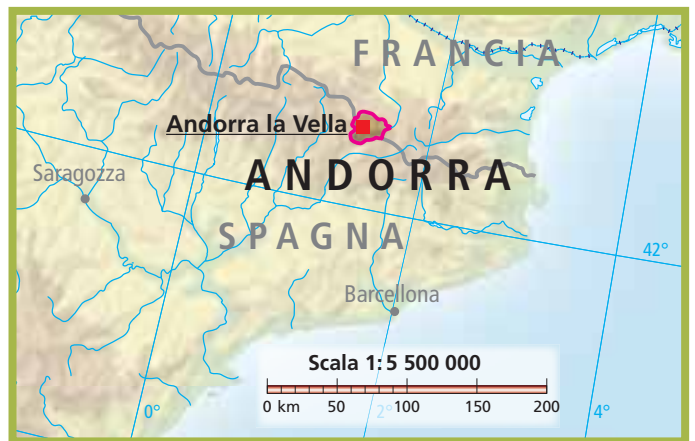 FRANCIA
Andorra la Vella
ANDORRA
Saragozza
SPAGNA
42°
Barcellona
Scala 1:5 500 000
0 km 50 100 150 200
0°
2°
4°